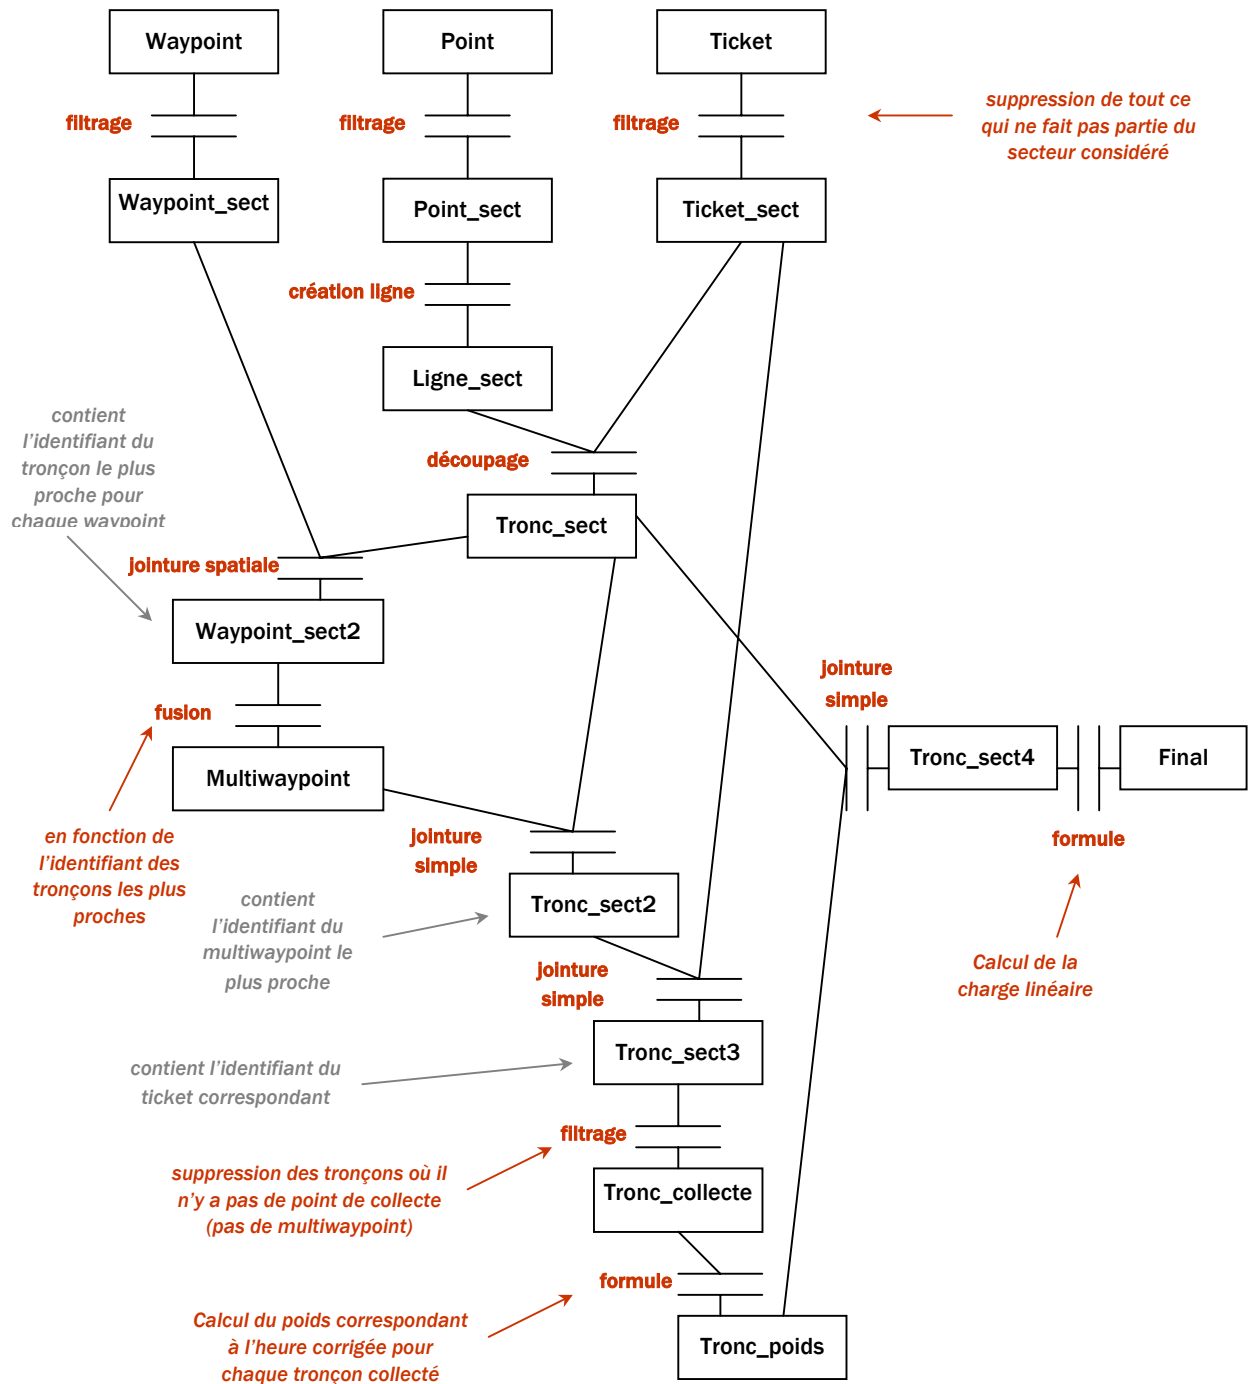 Waypoint
Point
Ticket
filtrage
filtrage
filtrage
suppression de tout ce
qui ne fait pas partie du
secteur considéré
Waypoint_sect
Point_sect
Ticket_sect
création ligne
Ligne_sect
contient
l'identifiant du
tronçon le plus
proche pour
chaque waypoint
découpage
Tronc_sect
jointure spatiale
Waypoint_sect2
jointure
simple
fusion
Tronc_sect4
Final
Multiwaypoint
en fonction de
l'identifiant des
tronçons les plus
proches
jointure
simple
formule
contient
l'identifiant du
multiwaypoint le
plus proche
Tronc_sect2
Calcul de la
charge linéaire
jointure
simple
Tronc_sect3
contient l'identifiant du
ticket correspondant
filtrage
suppression des tronçons où il
n'y a pas de point de collecte
(pas de multiwaypoint)
Tronc_collecte
formule
Calcul du poids correspondant
à l'heure corrigée pour
chaque tronçon collecté
Tronc_poids